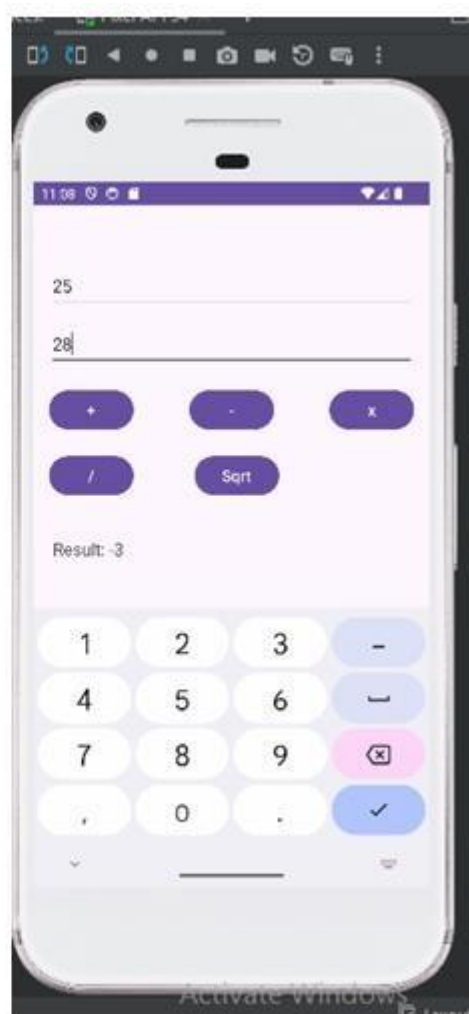 11:08
25
28
+ - x
/ Sqrt
Result: -3
1 2 3 -
4 5 6
7 8 9
, 0 .
Activate Windows